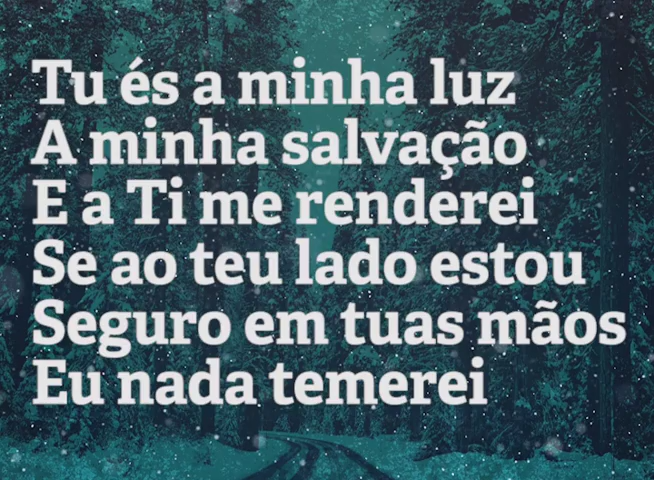 Tu és a minha luz
A minha salvação
E a Ti me renderei
Se ao teu lado estou
Seguro em tuas mãos
Eu nada temerei